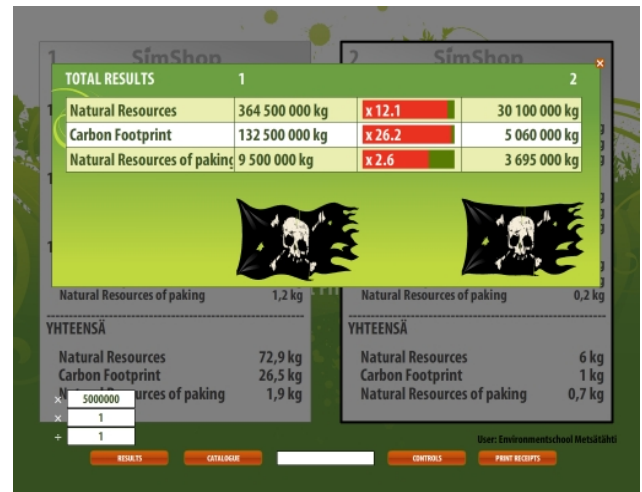 1 SimShop
2 SimShop
TOTAL RESULTS 1 2
Natural Resources 364 500 000 kg x 12.1 30 100 000 kg
Carbon Footprint 132 500 000 kg x 26.2 5 060 000 kg
Natural Resources of paking 9 500 000 kg x 2.6 3 695 000 kg
Natural Resources of paking 1,2 kg
Natural Resources of paking 0,2 kg
YHTEENSÄ
Natural Resources 72,9 kg
Carbon Footprint 26,5 kg
urces of paking 1,9 kg
YHTEENSÄ
Natural Resources 6 kg
Carbon Footprint 1 kg
Natural Resources of paking 0,7 kg
× 5000000
× 1
÷ 1
User: Environmentschool Metsätähti
RESULTS CATALOGUE CONTROLS PRINT RECEIPTS